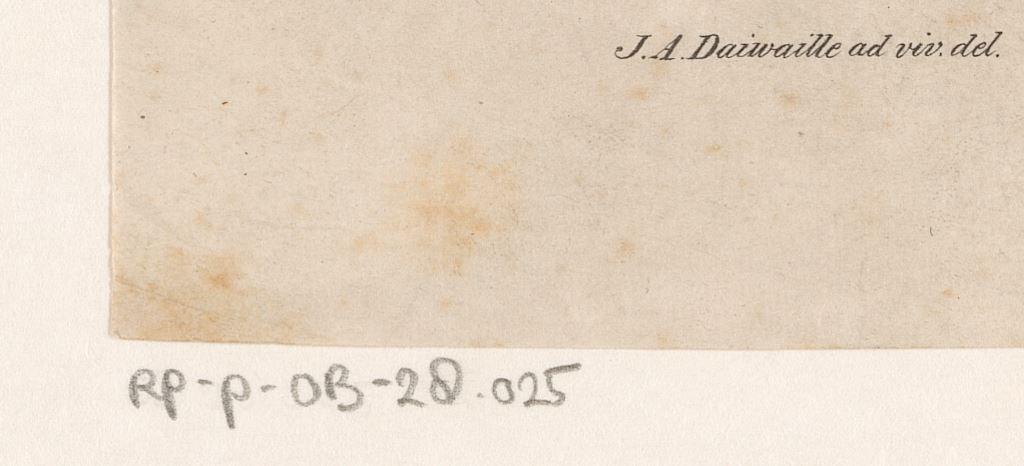 J. A. Daiwaille ad viv. del.
RP-P-OB-28.025